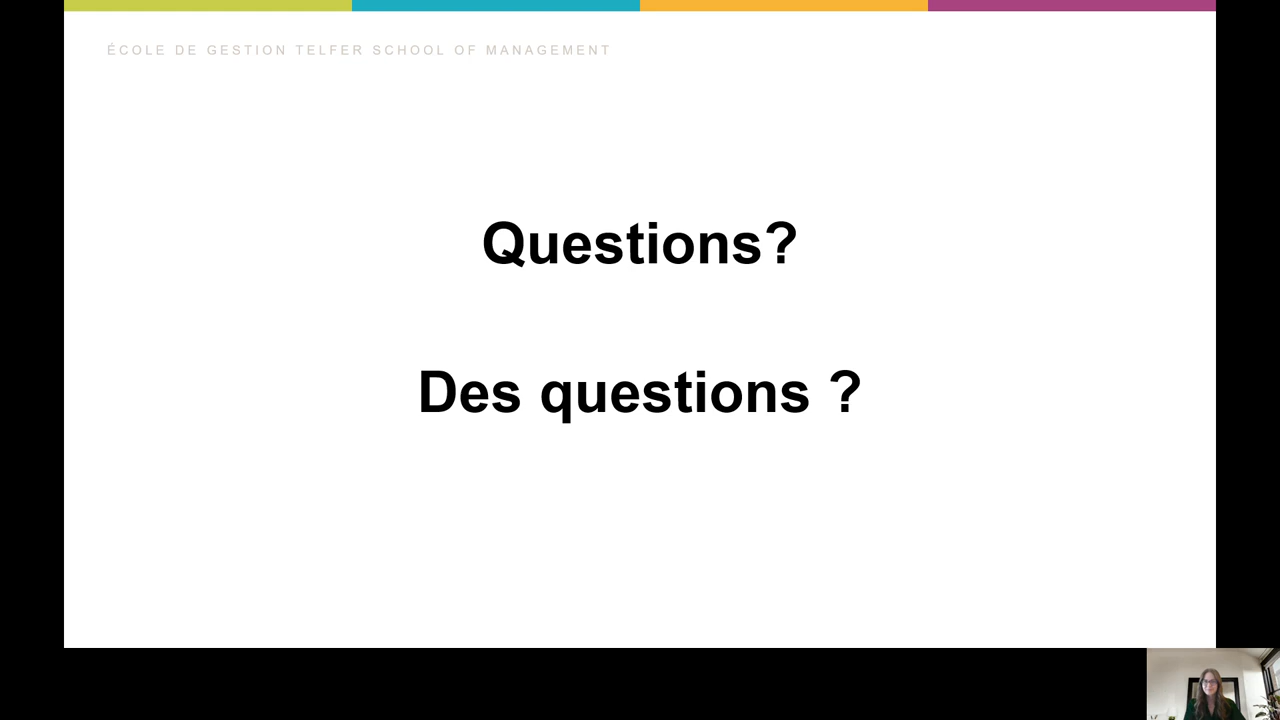 ÉCOLE DE GESTION TELFER SCHOOL OF MANAGEMENT
Questions?
Des questions ?